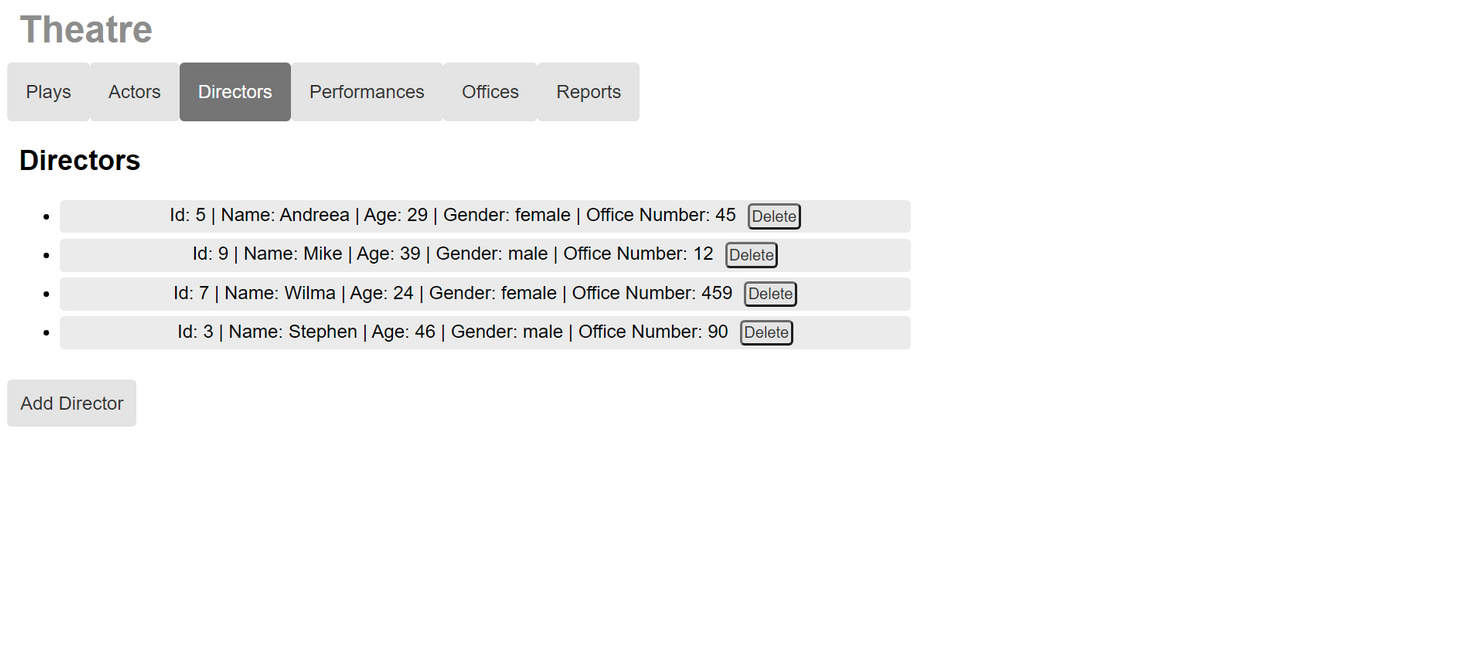 Theatre
Plays Actors Directors Performances Offices Reports
Directors
Id: 5 | Name: Andreea | Age: 29 | Gender: female | Office Number: 45 Delete
Id: 9 | Name: Mike | Age: 39 | Gender: male | Office Number: 12 Delete
Id: 7 | Name: Wilma | Age: 24 | Gender: female | Office Number: 459 Delete
Id: 3 | Name: Stephen | Age: 46 | Gender: male | Office Number: 90 Delete
Add Director